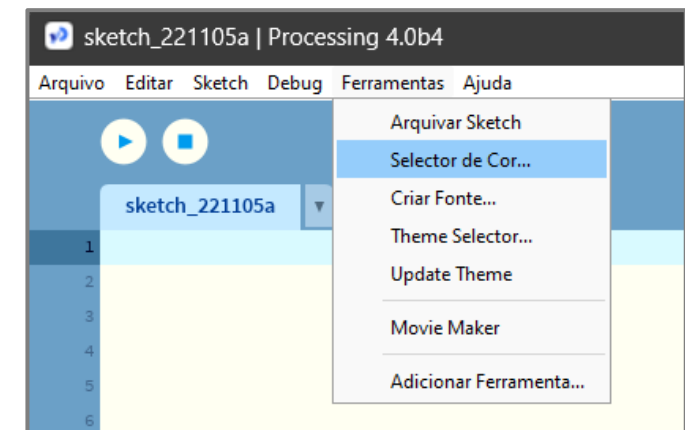 sketch_221105a | Processing 4.0b4
Arquivo Editar Sketch Debug Ferramentas Ajuda
Arquivar Sketch
Selector de Cor...
Criar Fonte...
Theme Selector...
Update Theme
Movie Maker
Adicionar Ferramenta...
sketch_221105a
1
2
3
4
5
6